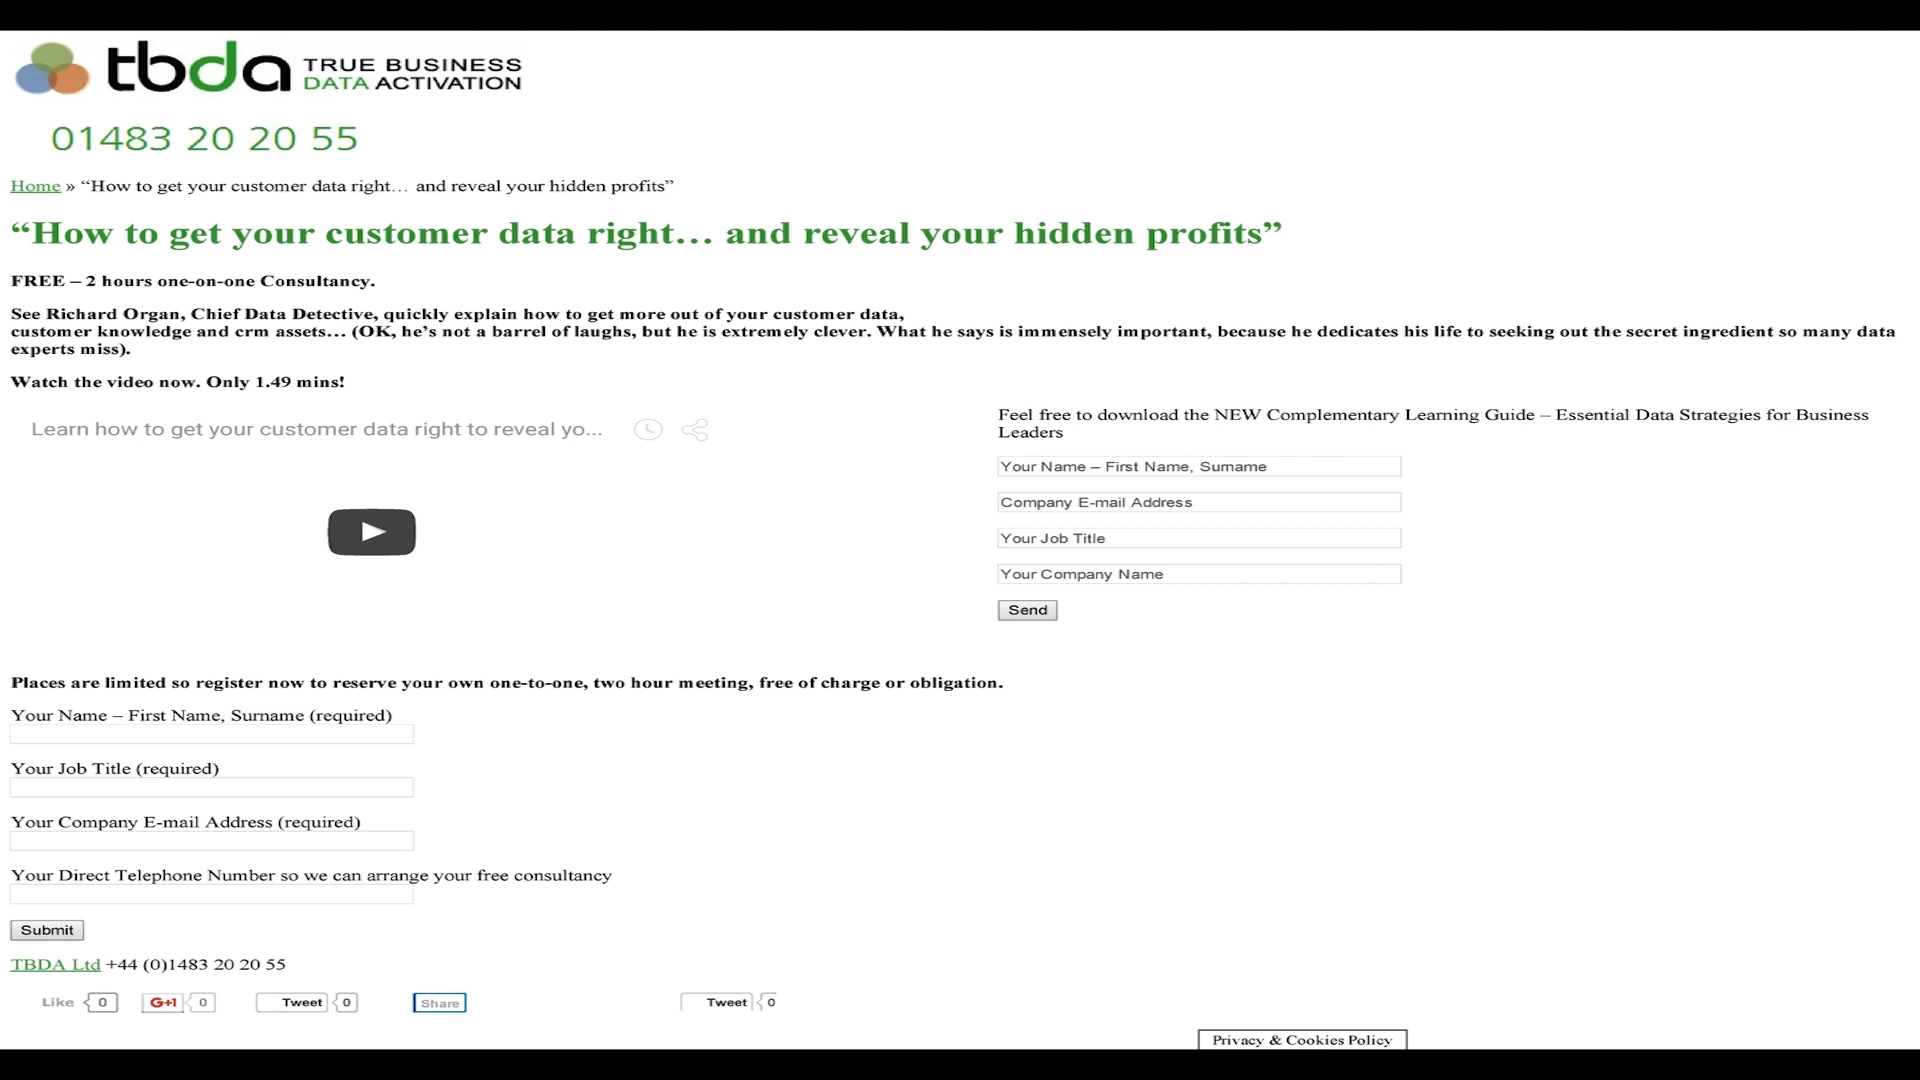 tbda TRUE BUSINESS
DATA ACTIVATION
01483 20 20 55
Home » “How to get your customer data right… and reveal your hidden profits”
“How to get your customer data right… and reveal your hidden profits”
FREE – 2 hours one-on-one Consultancy.
See Richard Organ, Chief Data Detective, quickly explain how to get more out of your customer data,
customer knowledge and crm assets… (OK, he’s not a barrel of laughs, but he is extremely clever. What he says is immensely important, because he dedicates his life to seeking out the secret ingredient so many data
experts miss).
Watch the video now. Only 1.49 mins!
Learn how to get your customer data right to reveal yo...
Feel free to download the NEW Complementary Learning Guide – Essential Data Strategies for Business
Leaders
Your Name – First Name, Surname
Company E-mail Address
Your Job Title
Your Company Name
Send
Places are limited so register now to reserve your own one-to-one, two hour meeting, free of charge or obligation.
Your Name – First Name, Surname (required)
Your Job Title (required)
Your Company E-mail Address (required)
Your Direct Telephone Number so we can arrange your free consultancy
Submit
TBDA Ltd +44 (0)1483 20 20 55
Like 0 G+1 0 Tweet 0 Share Tweet 0
Privacy & Cookies Policy